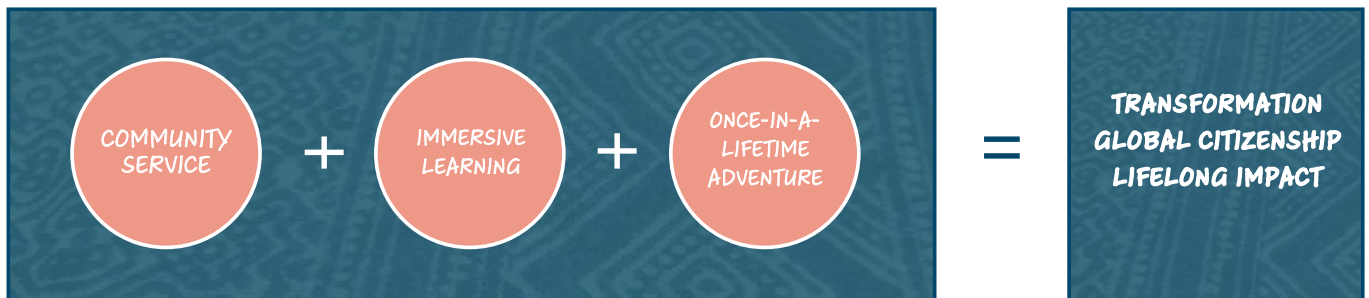 COMMUNITY
SERVICE
+
IMMERSIVE
LEARNING
+
ONCE-IN-A-
LIFETIME
ADVENTURE
=
TRANSFORMATION
GLOBAL CITIZENSHIP
LIFELONG IMPACT